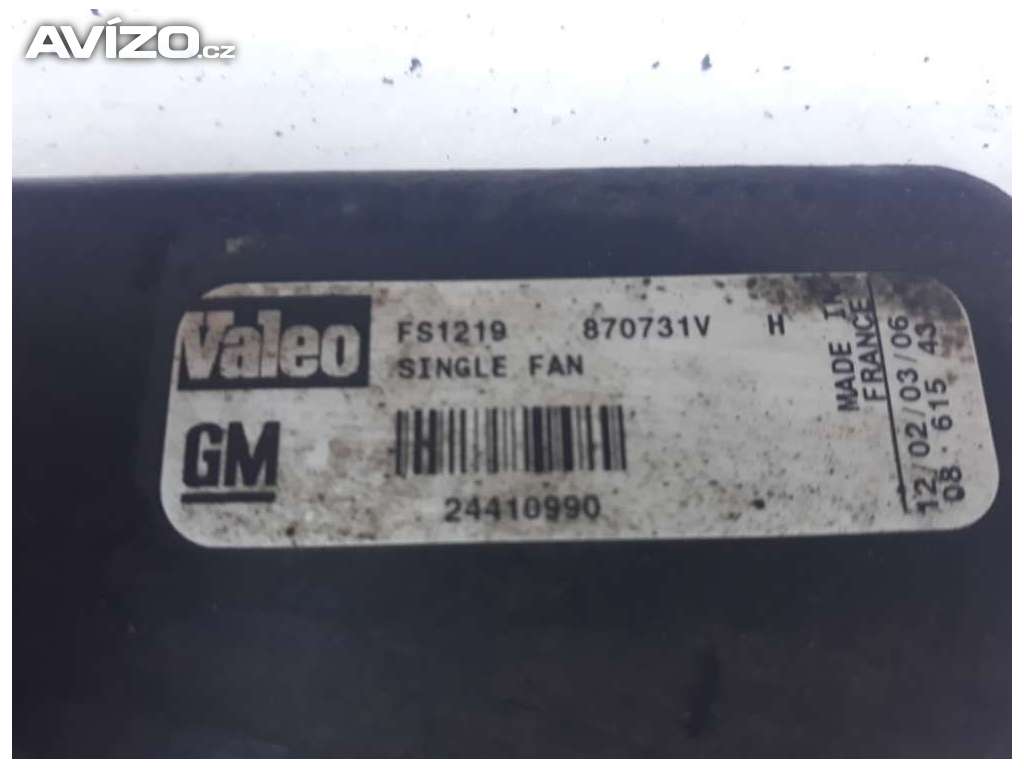 AVÍZO.cz
Valeo
FS1219 870731V H
SINGLE FAN
GM
24410990
MADE IN
FRANCE
12/02/03/06
08 615 43